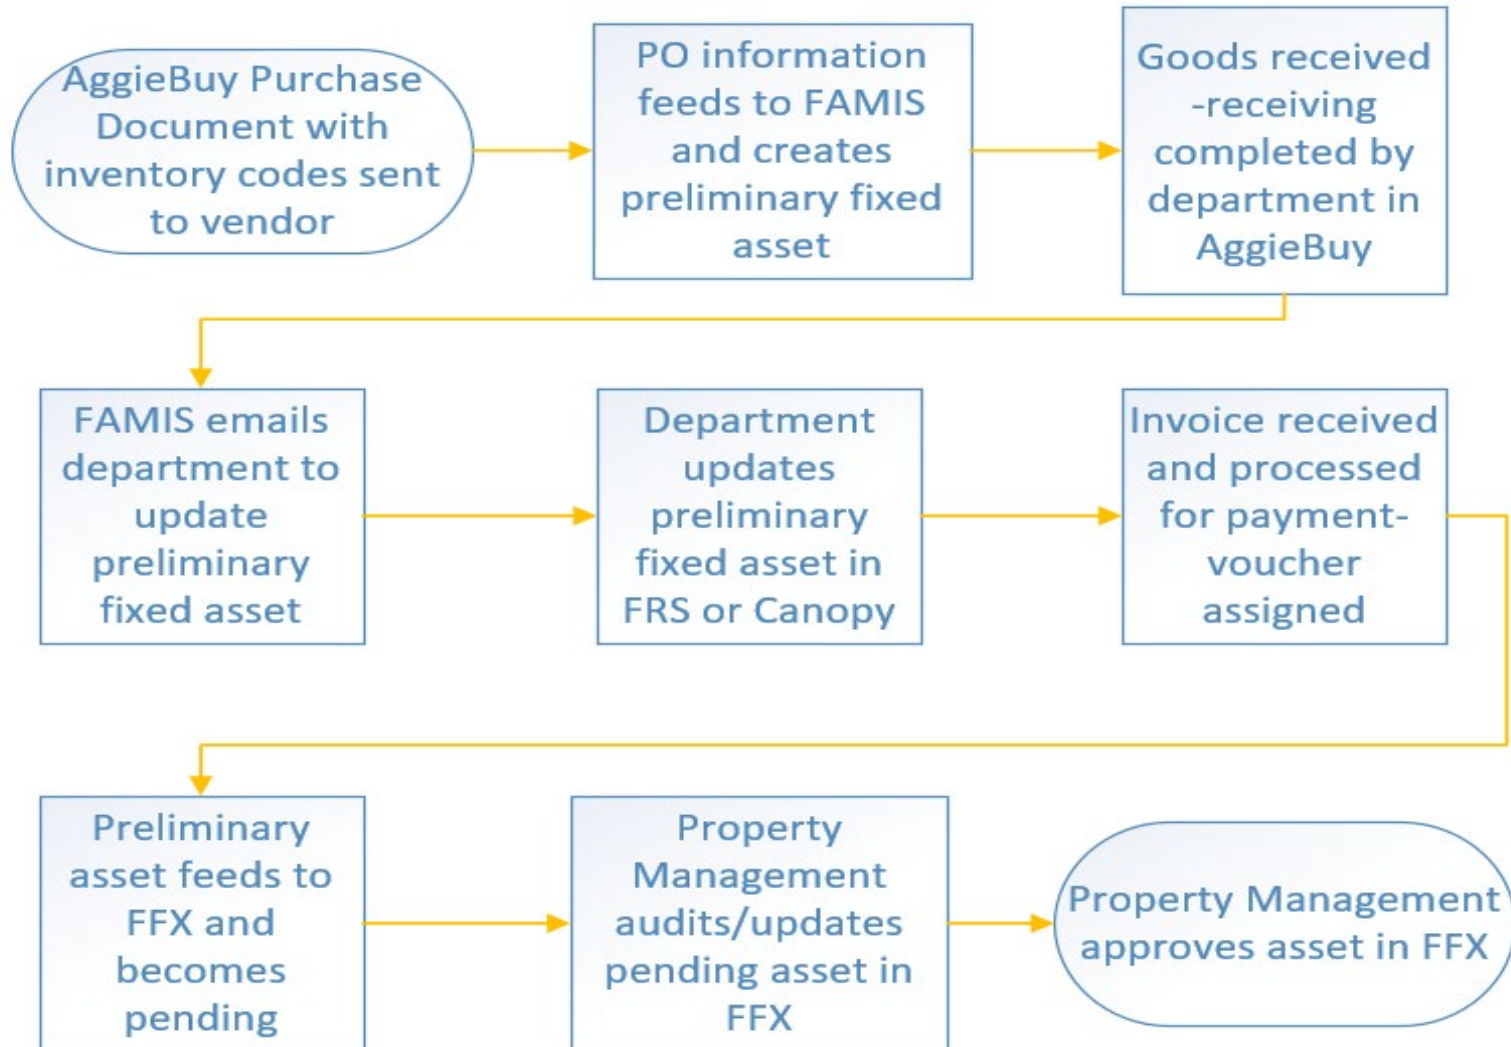 AggieBuy Purchase
Document with
inventory codes sent
to vendor
PO information
feeds to FAMIS
and creates
preliminary fixed
asset
Goods received
-receiving
completed by
department in
AggieBuy
FAMIS emails
department to
update
preliminary
fixed asset
Department
updates
preliminary
fixed asset in
FRS or Canopy
Invoice received
and processed
for payment-
voucher
assigned
Preliminary
asset feeds to
FFX and
becomes
pending
Property
Management
audits/updates
pending asset in
FFX
Property Management
approves asset in FFX